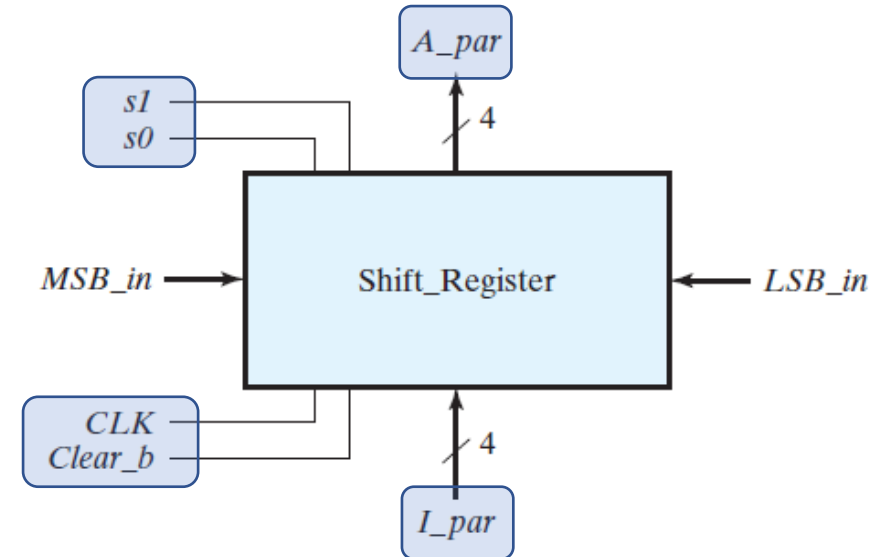 A_par
s1
s0
4
MSB_in
Shift_Register
LSB_in
CLK
Clear_b
4
I_par